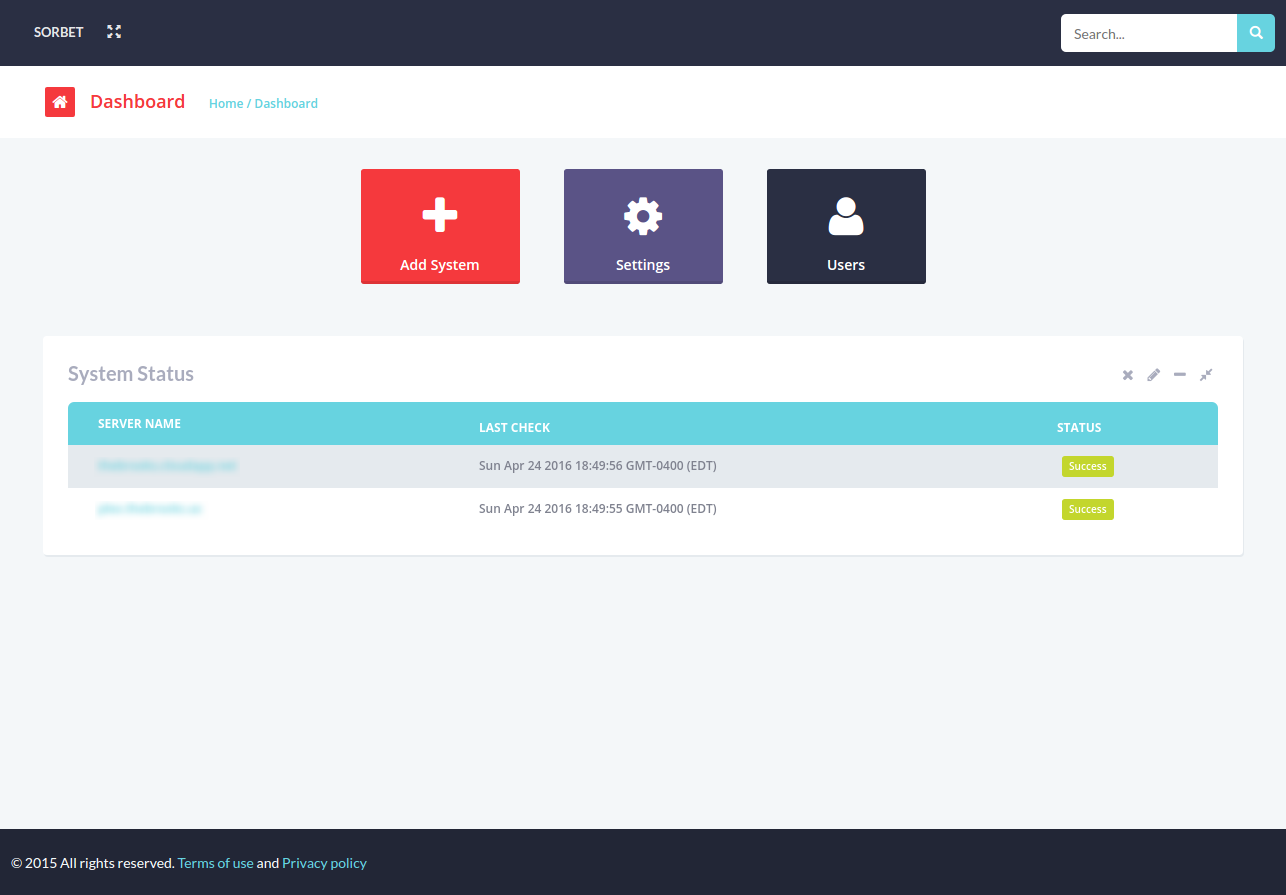 SORBET
Search...
Dashboard
Home / Dashboard
Add System
Settings
Users
System Status
SERVER NAME
LAST CHECK
STATUS
Sun Apr 24 2016 18:49:56 GMT-0400 (EDT)
Success
Sun Apr 24 2016 18:49:55 GMT-0400 (EDT)
Success
© 2015 All rights reserved. Terms of use and Privacy policy